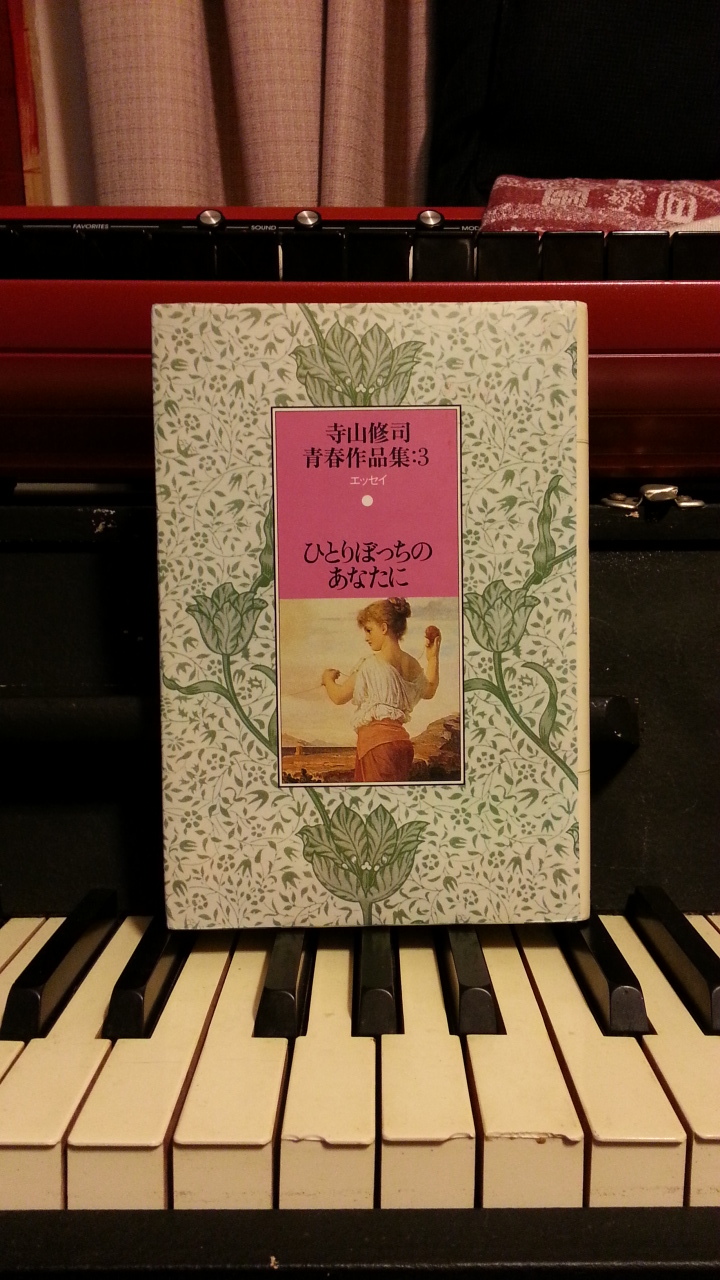 FAVORITES
SOUND
寺山修司
青春作品集:3
エッセイ
ひとりぼっちの
あなたに